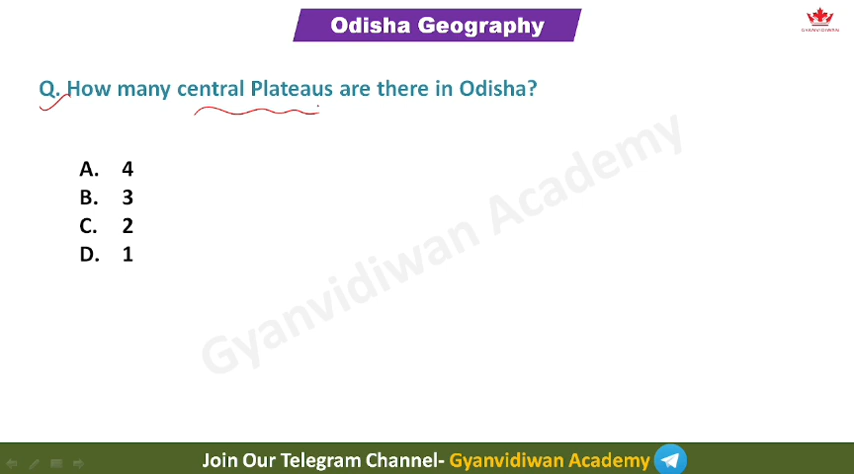 Odisha Geography
GYANVIDIWAN
Q. How many central Plateaus are there in Odisha?
A. 4
B. 3
C. 2
D. 1
Gyanvidiwan Academy
Join Our Telegram Channel- Gyanvidiwan Academy